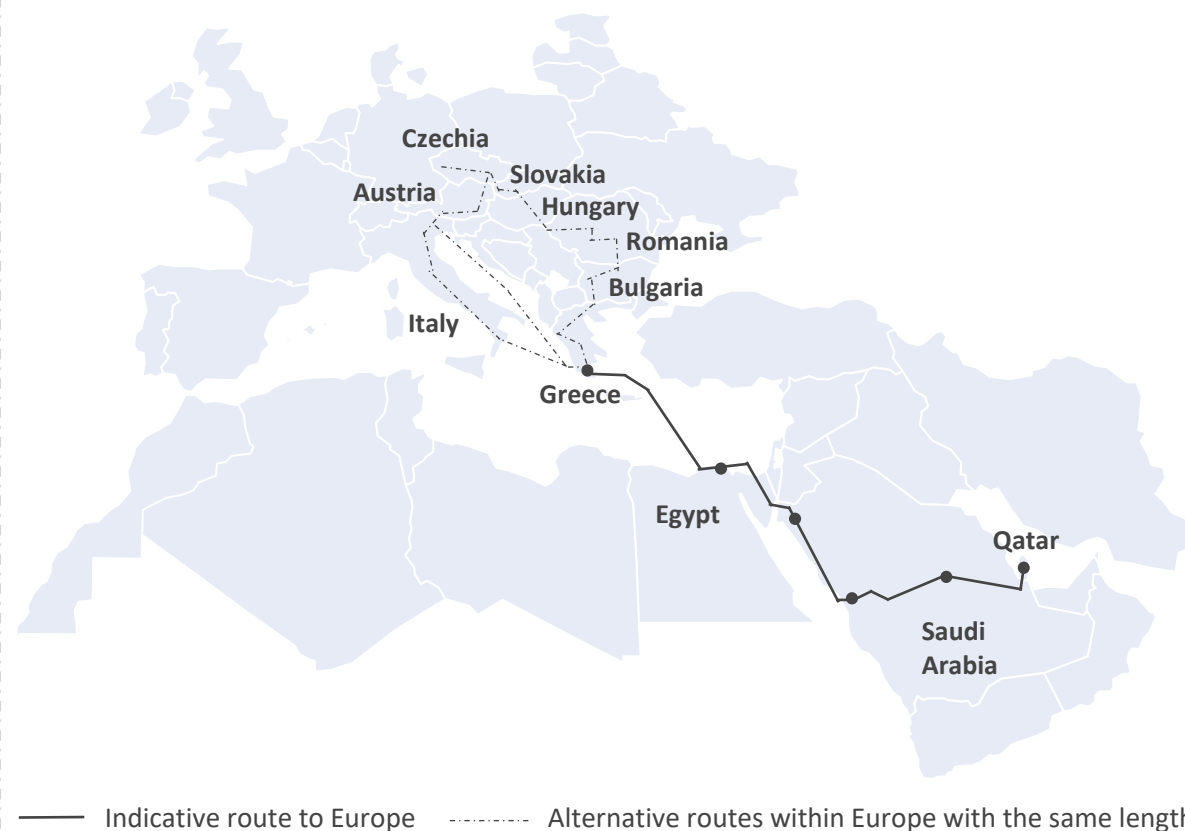 Czechia
Slovakia
Austria
Hungary
Romania
Bulgaria
Italy
Greece
Egypt
Qatar
Saudi
Arabia
Indicative route to Europe
Alternative routes within Europe with the same length